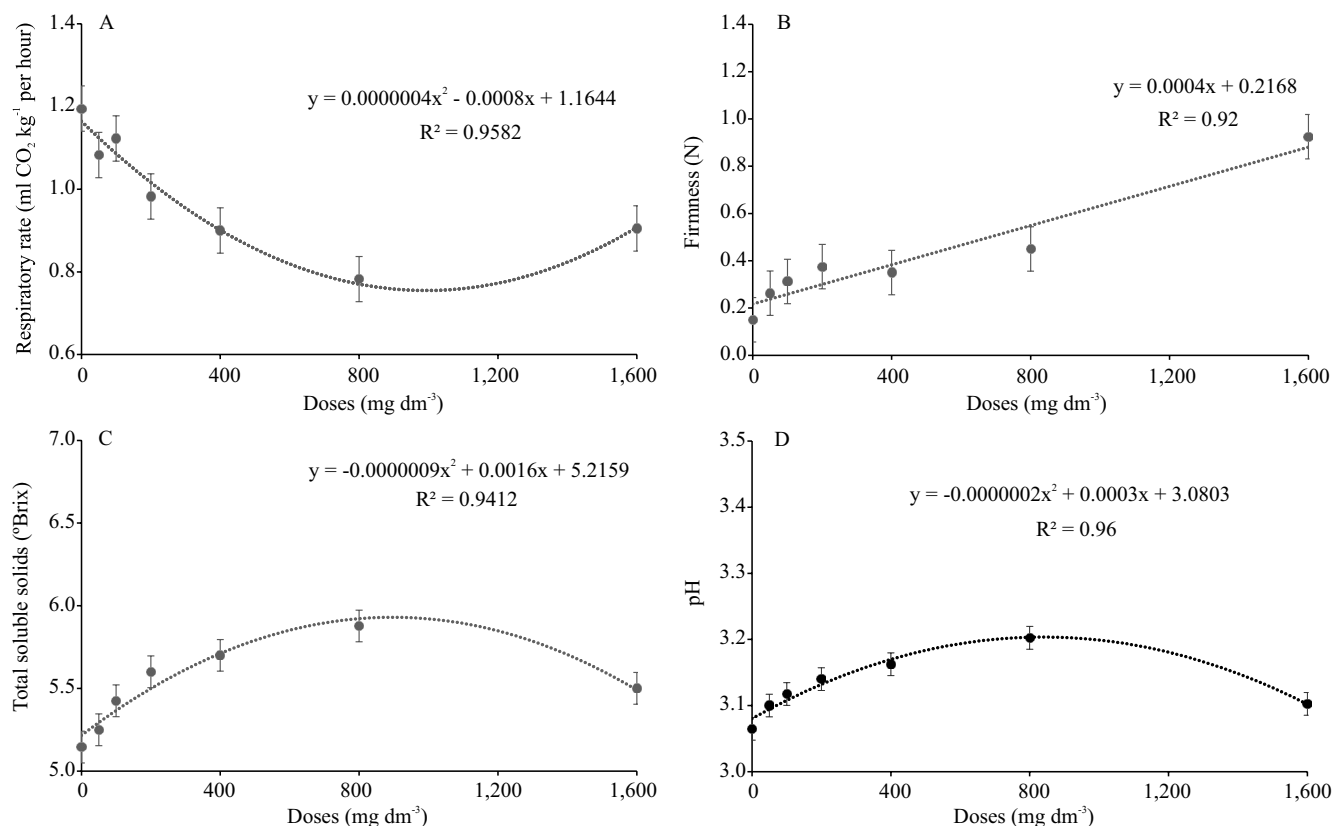 A
Respiratory rate (ml CO₂ kg⁻¹ per hour)
1.4
1.2
1.0
0.8
0.6
y = 0.0000004x² - 0.0008x + 1.1644
R² = 0.9582
0 400 800 1,200 1,600
Doses (mg dm⁻³)
B
Firmness (N)
1.4
1.2
1.0
0.8
0.6
0.4
0.2
0.0
y = 0.0004x + 0.2168
R² = 0.92
0 400 800 1,200 1,600
Doses (mg dm⁻³)
C
Total soluble solids (ºBrix)
7.0
6.5
6.0
5.5
5.0
y = -0.0000009x² + 0.0016x + 5.2159
R² = 0.9412
0 400 800 1,200 1,600
Doses (mg dm⁻³)
D
pH
3.5
3.4
3.3
3.2
3.1
3.0
y = -0.0000002x² + 0.0003x + 3.0803
R² = 0.96
0 400 800 1,200 1,600
Doses (mg dm⁻³)